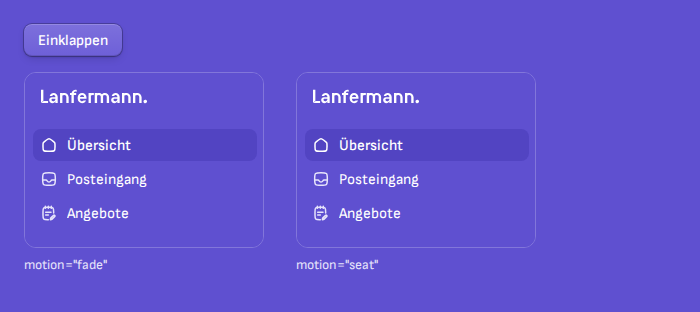 Einklappen
Lanfermann.
Übersicht
Posteingang
Angebote
motion="fade"
Lanfermann.
Übersicht
Posteingang
Angebote
motion="seat"